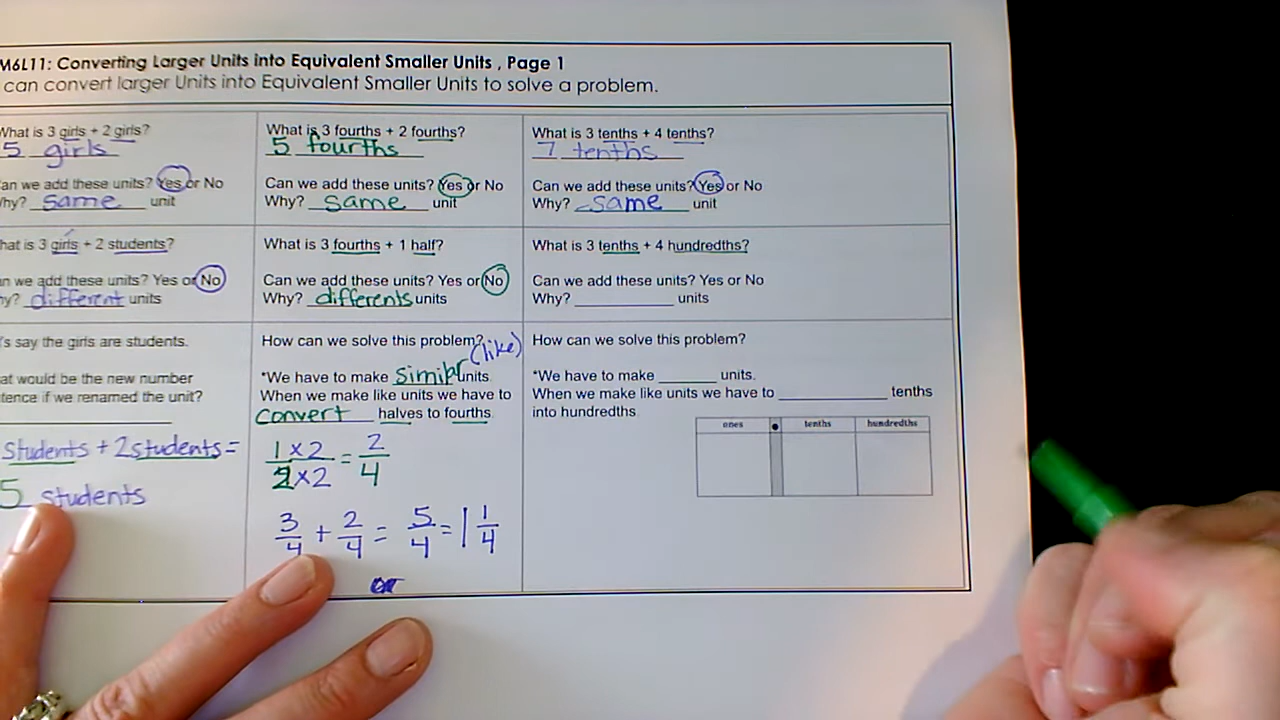 M6L11: Converting Larger Units into Equivalent Smaller Units , Page 1
can convert larger Units into Equivalent Smaller Units to solve a problem.
What is 3 girls + 2 girls?
5 girls
an we add these units? Yes or No
hy? same unit
What is 3 fourths + 2 fourths?
5 fourths
Can we add these units? Yes or No
Why? same unit
What is 3 tenths + 4 tenths?
7 tenths
Can we add these units? Yes or No
Why? same unit
hat is 3 girls + 2 students?
n we add these units? Yes or No
y? different units
What is 3 fourths + 1 half?
Can we add these units? Yes or No
Why? differents units
What is 3 tenths + 4 hundredths?
Can we add these units? Yes or No
Why? __________ units
's say the girls are students.
at would be the new number
tence if we renamed the unit?
students + 2 students =
5 students
How can we solve this problem?
(like)
*We have to make similar units.
When we make like units we have to
convert halves to fourths
1 x 2 / 2 x 2 = 2/4
3/4 + 2/4 = 5/4 = 1 1/4
or
How can we solve this problem?
*We have to make ______ units.
When we make like units we have to ____________ tenths
into hundredths
ones . tenths hundredths